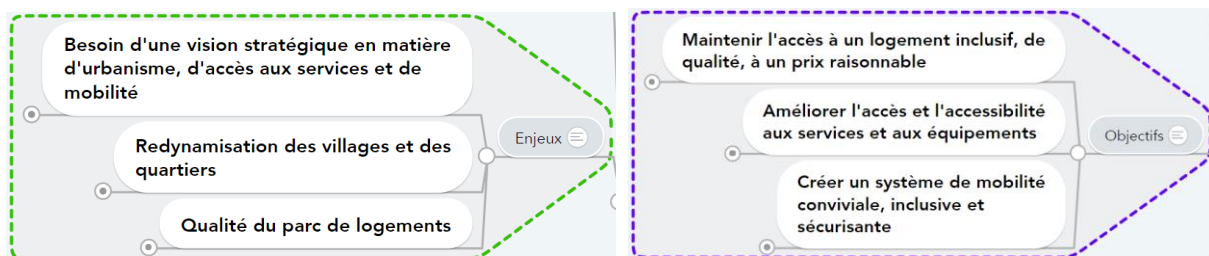 Besoin d'une vision stratégique en matière
d'urbanisme, d'accès aux services et de
mobilité
Redynamisation des villages et des
quartiers
Qualité du parc de logements
Enjeux
Maintenir l'accès à un logement inclusif, de
qualité, à un prix raisonnable
Améliorer l'accès et l'accessibilité
aux services et aux équipements
Créer un système de mobilité
conviviale, inclusive et
sécurisante
Objectifs